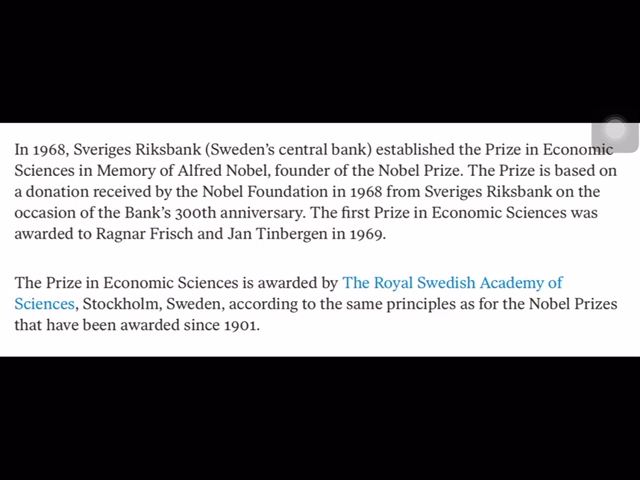 In 1968, Sveriges Riksbank (Sweden’s central bank) established the Prize in Economic
Sciences in Memory of Alfred Nobel, founder of the Nobel Prize. The Prize is based on
a donation received by the Nobel Foundation in 1968 from Sveriges Riksbank on the
occasion of the Bank’s 300th anniversary. The first Prize in Economic Sciences was
awarded to Ragnar Frisch and Jan Tinbergen in 1969.
The Prize in Economic Sciences is awarded by The Royal Swedish Academy of
Sciences, Stockholm, Sweden, according to the same principles as for the Nobel Prizes
that have been awarded since 1901.